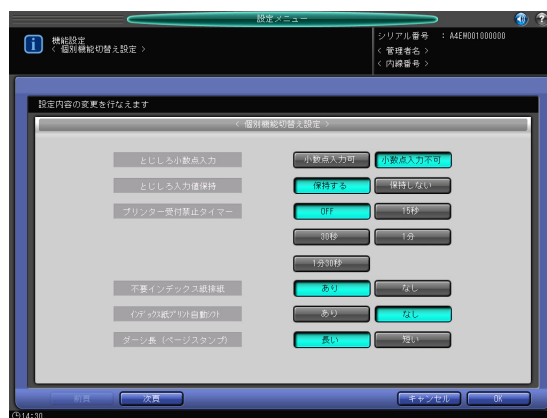 設定メニュー
機能設定
< 個別機能切替え設定 >
シリアル番号 : A4EW001000000
< 管理者名 >
< 内線番号 >
設定内容の変更を行なえます
< 個別機能切替え設定 >
とじしろ小数点入力 小数点入力可 小数点入力不可
とじしろ入力値保持 保持する 保持しない
プリンター受付禁止タイマー OFF 15秒
30秒 1分
1分30秒
不要インデックス紙排紙 あり なし
インデックス紙プリント自動シフト あり なし
ダーシ長(ページスタンプ) 長い 短い
前頁 次頁 キャンセル OK
14:30